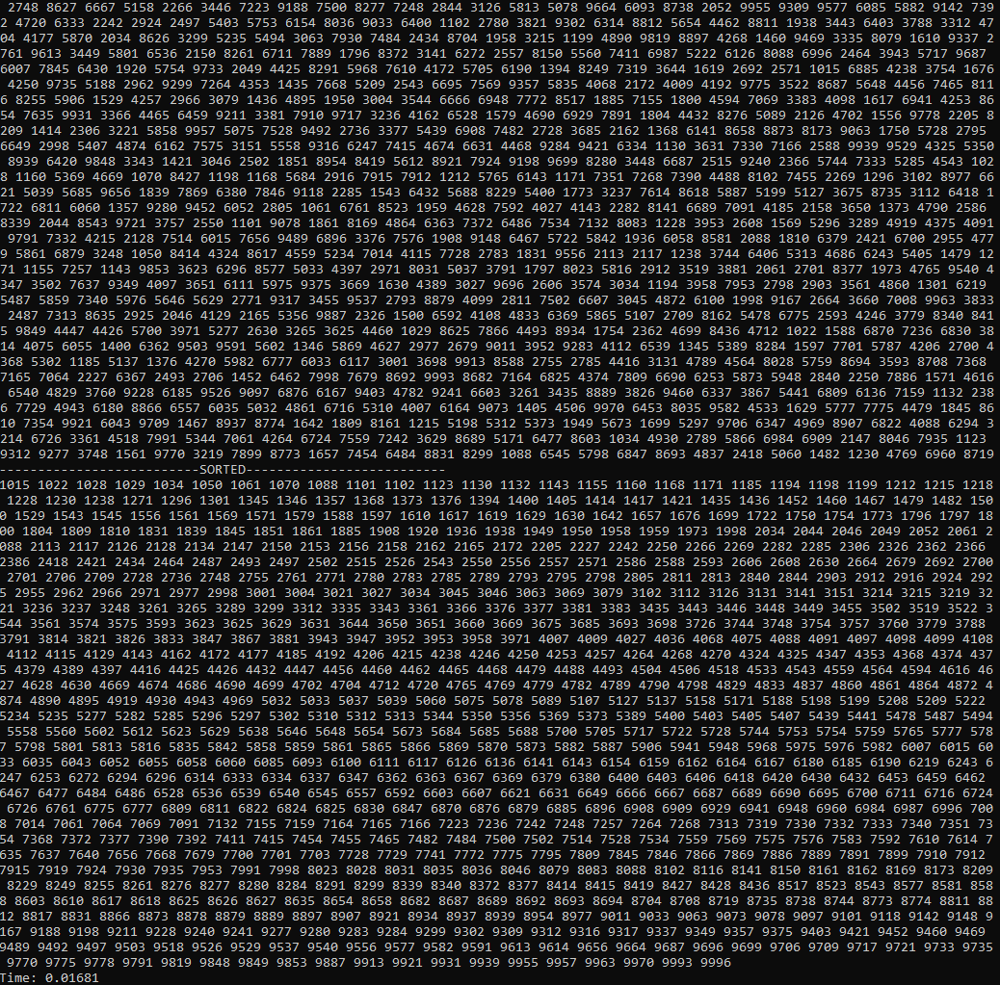 2748 8627 6667 5158 2266 3446 7223 9188 7500 8277 7248 2844 3126 5813 5078 9664 6093 8738 2052 9955 9309 9577 6085 5882 9142 739
2 4720 6333 2242 2924 2497 5403 5753 6154 8036 9033 6400 1102 2780 3821 9302 6314 8812 5654 4462 8811 1938 3443 6403 3788 3312 47
04 4177 5870 2034 8626 3299 5235 5494 3063 7930 7484 2434 8704 1958 3215 1199 4890 9819 8897 4268 1460 9469 3335 8079 1610 9337 2
761 9613 3449 5801 6536 2150 8261 6711 7889 1796 8372 3141 6272 2557 8150 5560 7411 6987 5222 6126 8088 6996 2464 3943 5717 9687
6007 7845 6430 1920 5754 9733 2049 4425 8291 5968 7610 4172 5705 6190 1394 8249 7319 3644 1619 2692 2571 1015 6885 4238 3754 1676
 4250 9735 5188 2962 9299 7264 4353 1435 7668 5209 2543 6695 7569 9357 5835 4068 2172 4009 4192 9775 3522 8687 5648 4456 7465 811
6 8255 5906 1529 4257 2966 3079 1436 4895 1950 3004 3544 6666 6948 7772 8517 1885 7155 1800 4594 7069 3383 4098 1617 6941 4253 86
54 7635 9931 3366 4465 6459 9211 3381 7910 9717 3236 4162 6528 1579 4690 6929 7891 1804 4432 8276 5089 2126 4702 1556 9778 2205 8
209 1414 2306 3221 5858 9957 5075 7528 9492 2736 3377 5439 6908 7482 2728 3685 2162 1368 6141 8658 8873 8173 9063 1750 5728 2795
6649 2998 5407 4874 6162 7575 3151 5558 9316 6247 7415 4674 6631 4468 9284 9421 6334 1130 3631 7330 7166 2588 9939 9529 4325 5350
 8939 6420 9848 3343 1421 3046 2502 1851 8954 8419 5612 8921 7924 9198 9699 8280 3448 6687 2515 9240 2366 5744 7333 5285 4543 102
8 1160 5369 4669 1070 8427 1198 1168 5684 2916 7915 7912 1212 5765 6143 1171 7351 7268 7390 4488 8102 7455 2269 1296 3102 8977 66
21 5039 5685 9656 1839 7869 6380 7846 9118 2285 1543 6432 5688 8229 5400 1773 3237 7614 8618 5887 5199 5127 3675 8735 3112 6418 1
722 6811 6060 1357 9280 9452 6052 2805 1061 6761 8523 1959 4628 7592 4027 4143 2282 8141 6689 7091 4185 2158 3650 1373 4790 2586
8339 2044 8543 9721 3757 2550 1101 9078 1861 8169 4864 6363 7372 6486 7534 7132 8083 1228 3953 2608 1569 5296 3289 4919 4375 4091
 9791 7332 4215 2128 7514 6015 7656 9489 6896 3376 7576 1908 9148 6467 5722 5842 1936 6058 8581 2088 1810 6379 2421 6700 2955 477
9 5861 6879 3248 1050 8414 4324 8617 4559 5234 7014 4115 7728 2783 1831 9556 2113 2117 1238 3744 6406 5313 4686 6243 5405 1479 12
71 1155 7257 1143 9853 3623 6296 8577 5033 4397 2971 8031 5037 3791 1797 8023 5816 2912 3519 3881 2061 2701 8377 1973 4765 9540 4
347 3502 7637 9349 4097 3651 6111 5975 9375 3669 1630 4389 3027 9696 2606 3574 3034 1194 3958 7953 2798 2903 3561 4860 1301 6219
5487 5859 7340 5976 5646 5629 2771 9317 3455 9537 2793 8879 4099 2811 7502 6607 3045 4872 6100 1998 9167 2664 3660 7008 9963 3833
 2487 7313 8635 2925 2046 4129 2165 5356 9887 2326 1500 6592 4108 4833 6369 5865 5107 2709 8162 5478 6775 2593 4246 3779 8340 841
5 9849 4447 4426 5700 3971 5277 2630 3265 3625 4460 1029 8625 7866 4493 8934 1754 2362 4699 8436 4712 1022 1588 6870 7236 6830 38
14 4075 6055 1400 6362 9503 9591 5602 1346 5869 4627 2977 2679 9011 3952 9283 4112 6539 1345 5389 8284 1597 7701 5787 4206 2700 4
368 5302 1185 5137 1376 4270 5982 6777 6033 6117 3001 3698 9913 8588 2755 2785 4416 3131 4789 4564 8028 5759 8694 3593 8708 7368
7165 7064 2227 6367 2493 2706 1452 6462 7998 7679 8692 9993 8682 7164 6825 4374 7809 6690 6253 5873 5948 2840 2250 7886 1571 4616
 6540 4829 3760 9228 6185 9526 9097 6876 6167 9403 4782 9241 6603 3261 3435 8889 3826 9460 6337 3867 5441 6809 6136 7159 1132 238
6 7729 4943 6180 8866 6557 6035 5032 4861 6716 5310 4007 6164 9073 1405 4506 9970 6453 8035 9582 4533 1629 5777 7775 4479 1845 86
10 7354 9921 6043 9709 1467 8937 8774 1642 1809 8161 1215 5198 5312 5373 1949 5673 1699 5297 9706 6347 4969 8907 6822 4088 6294 3
214 6726 3361 4518 7991 5344 7061 4264 6724 7559 7242 3629 8689 5171 6477 8603 1034 4930 2789 5866 6984 6909 2147 8046 7935 1123
9312 9277 3748 1561 9770 3219 7899 8773 1657 7454 6484 8831 8299 1088 6545 5798 6847 8693 4837 2418 5060 1482 1230 4769 6960 8719
--------------------------SORTED--------------------------
1015 1022 1028 1029 1034 1050 1061 1070 1088 1101 1102 1123 1130 1132 1143 1155 1160 1168 1171 1185 1194 1198 1199 1212 1215 1218
 1228 1230 1238 1271 1296 1301 1345 1346 1357 1368 1373 1376 1394 1400 1405 1414 1417 1421 1435 1436 1452 1460 1467 1479 1482 150
0 1529 1543 1545 1556 1561 1569 1571 1579 1588 1597 1610 1617 1619 1629 1630 1642 1657 1676 1699 1722 1750 1754 1773 1796 1797 18
00 1804 1809 1810 1831 1839 1845 1851 1861 1885 1908 1920 1936 1938 1949 1950 1958 1959 1973 1998 2034 2044 2046 2049 2052 2061 2
088 2113 2117 2126 2128 2134 2147 2150 2153 2156 2158 2162 2165 2172 2205 2227 2242 2250 2266 2269 2282 2285 2306 2326 2362 2366
2386 2418 2421 2434 2464 2487 2493 2497 2502 2515 2526 2543 2550 2556 2557 2571 2586 2588 2593 2606 2608 2630 2664 2679 2692 2700
 2701 2706 2709 2728 2736 2748 2755 2761 2771 2780 2783 2785 2789 2793 2795 2798 2805 2811 2813 2840 2844 2903 2912 2916 2924 292
5 2955 2962 2966 2971 2977 2998 3001 3004 3021 3027 3034 3045 3046 3063 3069 3079 3102 3112 3126 3131 3141 3151 3214 3215 3219 32
21 3236 3237 3248 3261 3265 3289 3299 3312 3335 3343 3361 3366 3376 3377 3381 3383 3435 3443 3446 3448 3449 3455 3502 3519 3522 3
544 3561 3574 3575 3593 3623 3625 3629 3631 3644 3650 3651 3660 3669 3675 3685 3693 3698 3726 3744 3748 3754 3757 3760 3779 3788
3791 3814 3821 3826 3833 3847 3867 3881 3943 3947 3952 3953 3958 3971 4007 4009 4027 4036 4068 4075 4088 4091 4097 4098 4099 4108
 4112 4115 4129 4143 4162 4172 4177 4185 4192 4206 4215 4238 4246 4250 4253 4257 4264 4268 4270 4324 4325 4347 4353 4368 4374 437
5 4379 4389 4397 4416 4425 4426 4432 4447 4456 4460 4462 4465 4468 4479 4488 4493 4504 4506 4518 4533 4543 4559 4564 4594 4616 46
27 4628 4630 4669 4674 4686 4690 4699 4702 4704 4712 4720 4765 4769 4779 4782 4789 4790 4798 4829 4833 4837 4860 4861 4864 4872 4
874 4890 4895 4919 4930 4943 4969 5032 5033 5037 5039 5060 5075 5078 5089 5107 5127 5137 5158 5171 5188 5198 5199 5208 5209 5222
5234 5235 5277 5282 5285 5296 5297 5302 5310 5312 5313 5344 5350 5356 5369 5373 5389 5400 5403 5405 5407 5439 5441 5478 5487 5494
 5558 5560 5602 5612 5623 5629 5638 5646 5648 5654 5673 5684 5685 5688 5700 5705 5717 5722 5728 5744 5753 5754 5759 5765 5777 578
7 5798 5801 5813 5816 5835 5842 5858 5859 5861 5865 5866 5869 5870 5873 5882 5887 5906 5941 5948 5968 5975 5976 5982 6007 6015 60
33 6035 6043 6052 6055 6058 6060 6085 6093 6100 6111 6117 6126 6136 6141 6143 6154 6159 6162 6164 6167 6180 6185 6190 6219 6243 6
247 6253 6272 6294 6296 6314 6333 6334 6337 6347 6362 6363 6367 6369 6379 6380 6400 6403 6406 6418 6420 6430 6432 6453 6459 6462
6467 6477 6484 6486 6528 6536 6539 6540 6545 6557 6592 6603 6607 6621 6631 6649 6666 6667 6687 6689 6690 6695 6700 6711 6716 6724
 6726 6761 6775 6777 6809 6811 6822 6824 6825 6830 6847 6870 6876 6879 6885 6896 6908 6909 6929 6941 6948 6960 6984 6987 6996 700
8 7014 7061 7064 7069 7091 7132 7155 7159 7164 7165 7166 7223 7236 7242 7248 7257 7264 7268 7313 7319 7330 7332 7333 7340 7351 73
54 7368 7372 7377 7390 7392 7411 7415 7454 7455 7465 7482 7484 7500 7502 7514 7528 7534 7559 7569 7575 7576 7583 7592 7610 7614 7
635 7637 7640 7656 7668 7679 7700 7701 7703 7728 7729 7741 7772 7775 7795 7809 7845 7846 7866 7869 7886 7889 7891 7899 7910 7912
7915 7919 7924 7930 7935 7953 7991 7998 8023 8028 8031 8035 8036 8046 8079 8083 8088 8102 8116 8141 8150 8161 8162 8169 8173 8209
 8229 8249 8255 8261 8276 8277 8280 8284 8291 8299 8339 8340 8372 8377 8414 8415 8419 8427 8428 8436 8517 8523 8543 8577 8581 858
8 8603 8610 8617 8618 8625 8626 8627 8635 8654 8658 8682 8687 8689 8692 8693 8694 8704 8708 8719 8735 8738 8744 8773 8774 8811 88
12 8817 8831 8866 8873 8878 8879 8889 8897 8907 8921 8934 8937 8939 8954 8977 9011 9033 9063 9073 9078 9097 9101 9118 9142 9148 9
167 9188 9198 9211 9228 9240 9241 9277 9280 9283 9284 9299 9302 9309 9312 9316 9317 9337 9349 9357 9375 9403 9421 9452 9460 9469
9489 9492 9497 9503 9518 9526 9529 9537 9540 9556 9577 9582 9591 9613 9614 9656 9664 9687 9696 9699 9706 9709 9717 9721 9733 9735
 9770 9775 9778 9791 9819 9848 9849 9853 9887 9913 9921 9931 9939 9955 9957 9963 9970 9993 9996
Time: 0.01681